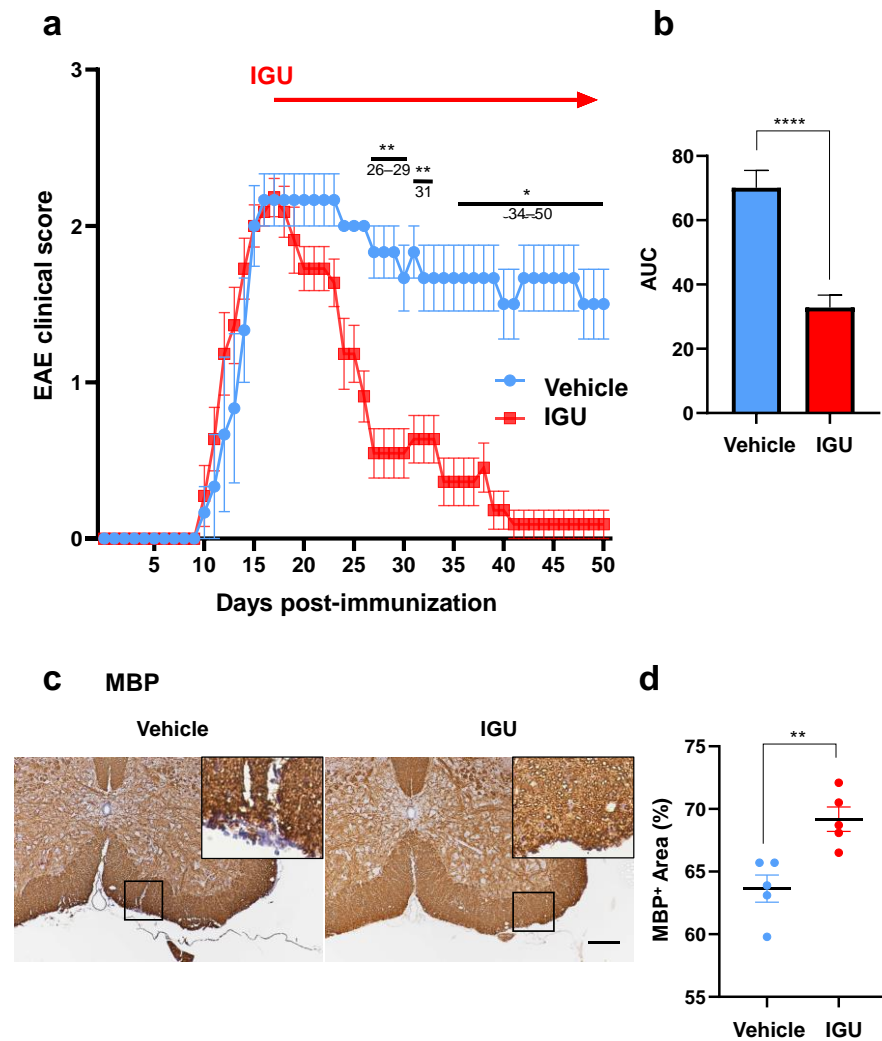 a
b
IGU
3
2
1
0
EAE clinical score
**
26–29
**
31
*
34–50
Vehicle
IGU
5
10
15
20
25
30
35
40
45
50
Days post-immunization
****
80
60
40
20
0
AUC
Vehicle
IGU
c
MBP
d
Vehicle
IGU
**
75
70
65
60
55
MBP⁺ Area (%)
Vehicle
IGU